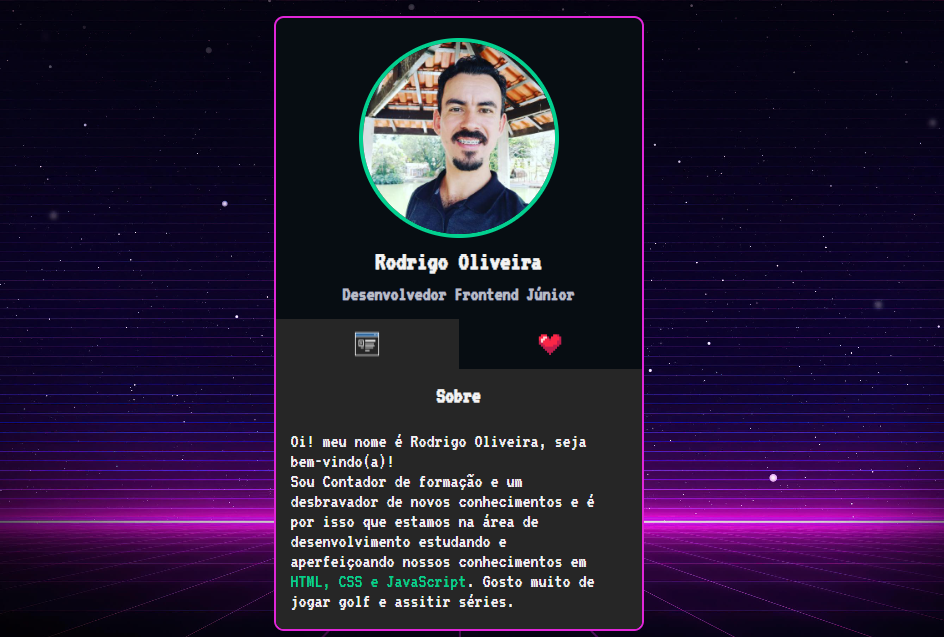 Rodrigo Oliveira
Desenvolvedor Frontend Júnior
Sobre
Oi! meu nome é Rodrigo Oliveira, seja
bem-vindo(a)!
Sou Contador de formação e um
desbravador de novos conhecimentos e é
por isso que estamos na área de
desenvolvimento estudando e
aperfeiçoando nossos conhecimentos em
HTML, CSS e JavaScript. Gosto muito de
jogar golf e assitir séries.